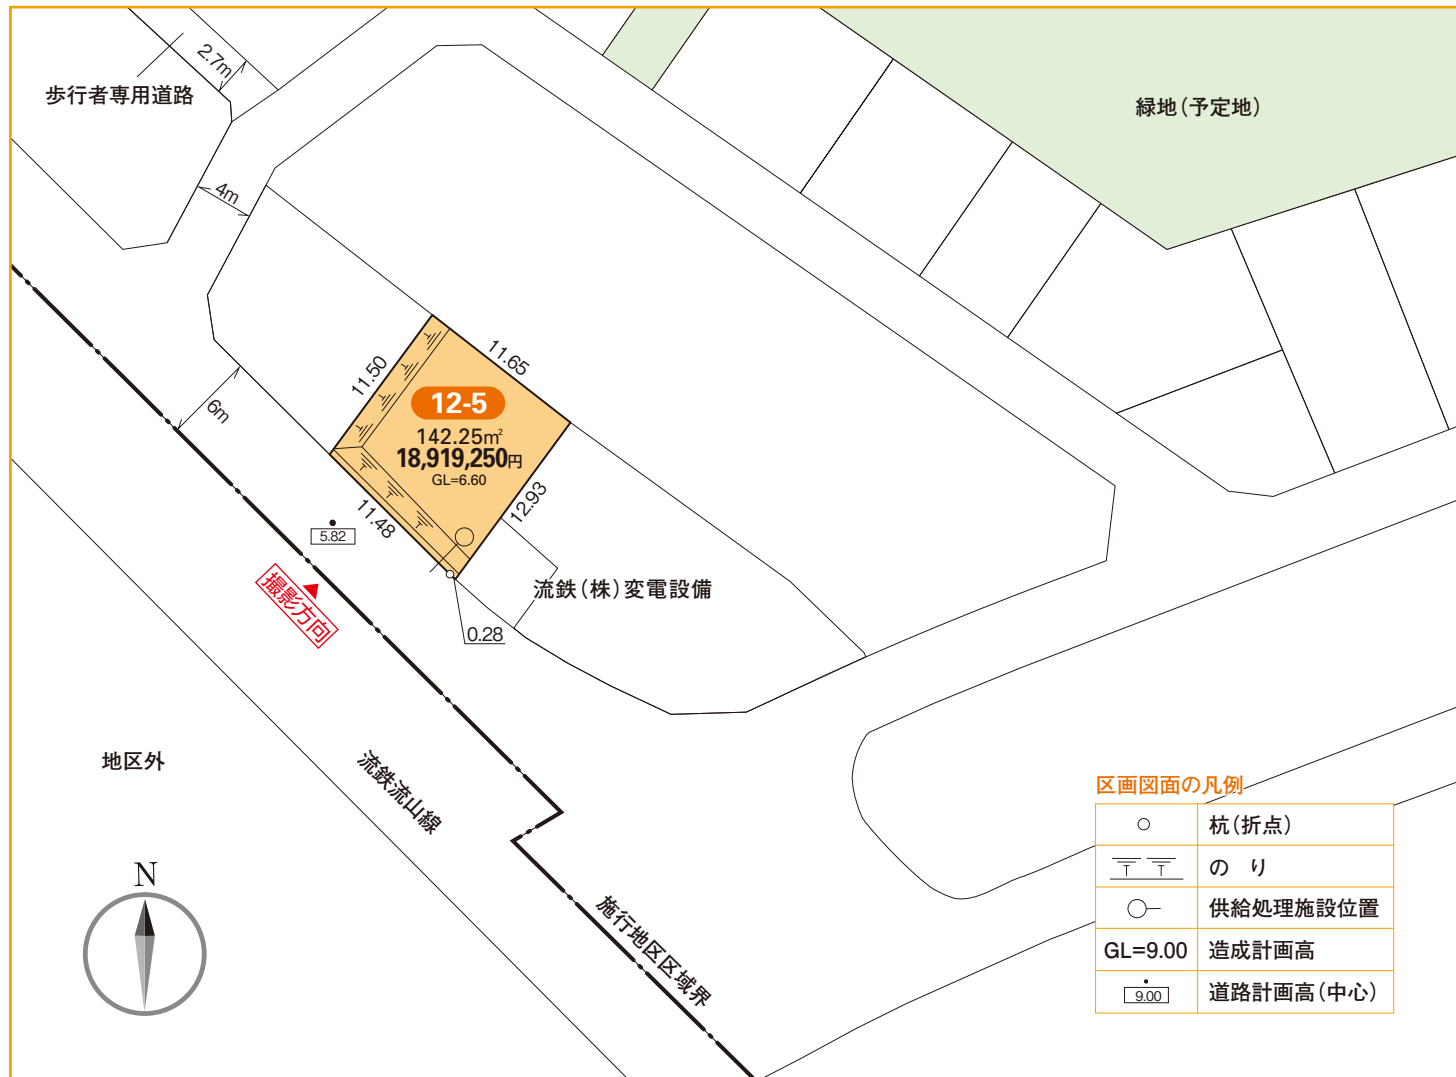 2.7m
歩行者専用道路
緑地(予定地)
4m
6m
11.50
11.65
12-5
142.25m²
18,919,250円
GL=6.60
12.93
11.48
5.82
撮影方向
流鉄(株)変電設備
0.28
地区外
流鉄流山線
N
施行地区区域界
区画図面の凡例
杭(折点)
のり
供給処理施設位置
GL=9.00 造成計画高
9.00 道路計画高(中心)